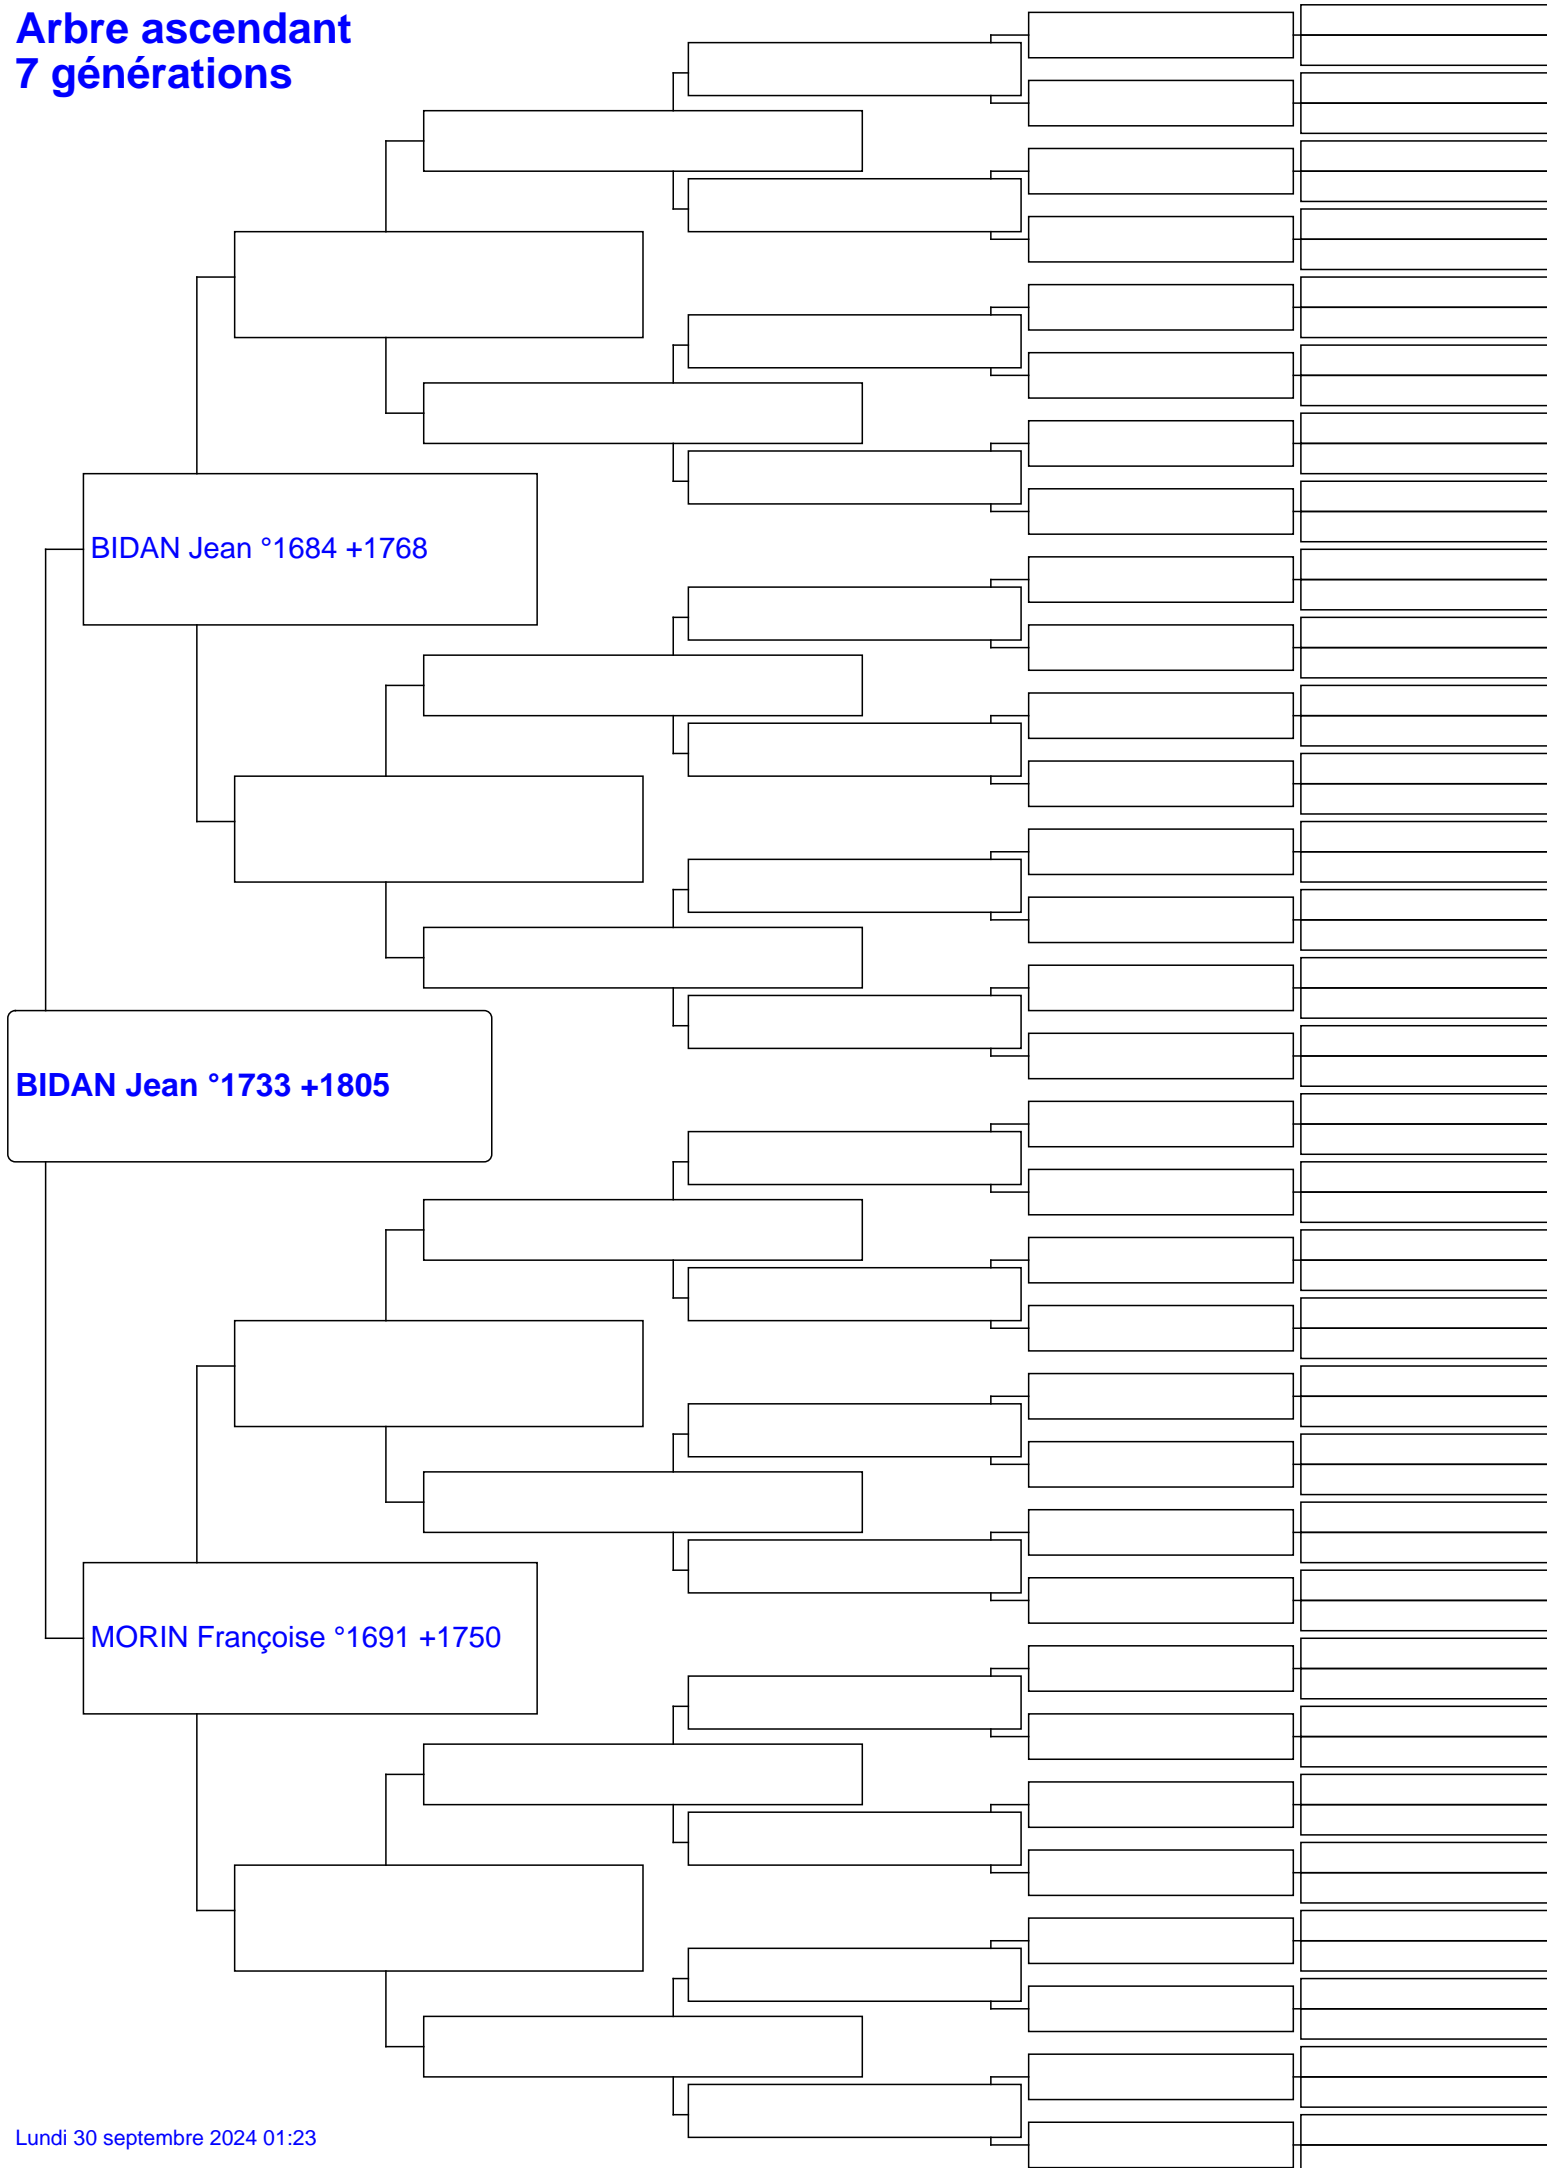 Arbre ascendant
7 générations
BIDAN Jean °1684 +1768
BIDAN Jean °1733 +1805
MORIN Françoise °1691 +1750
Lundi 30 septembre 2024 01:23